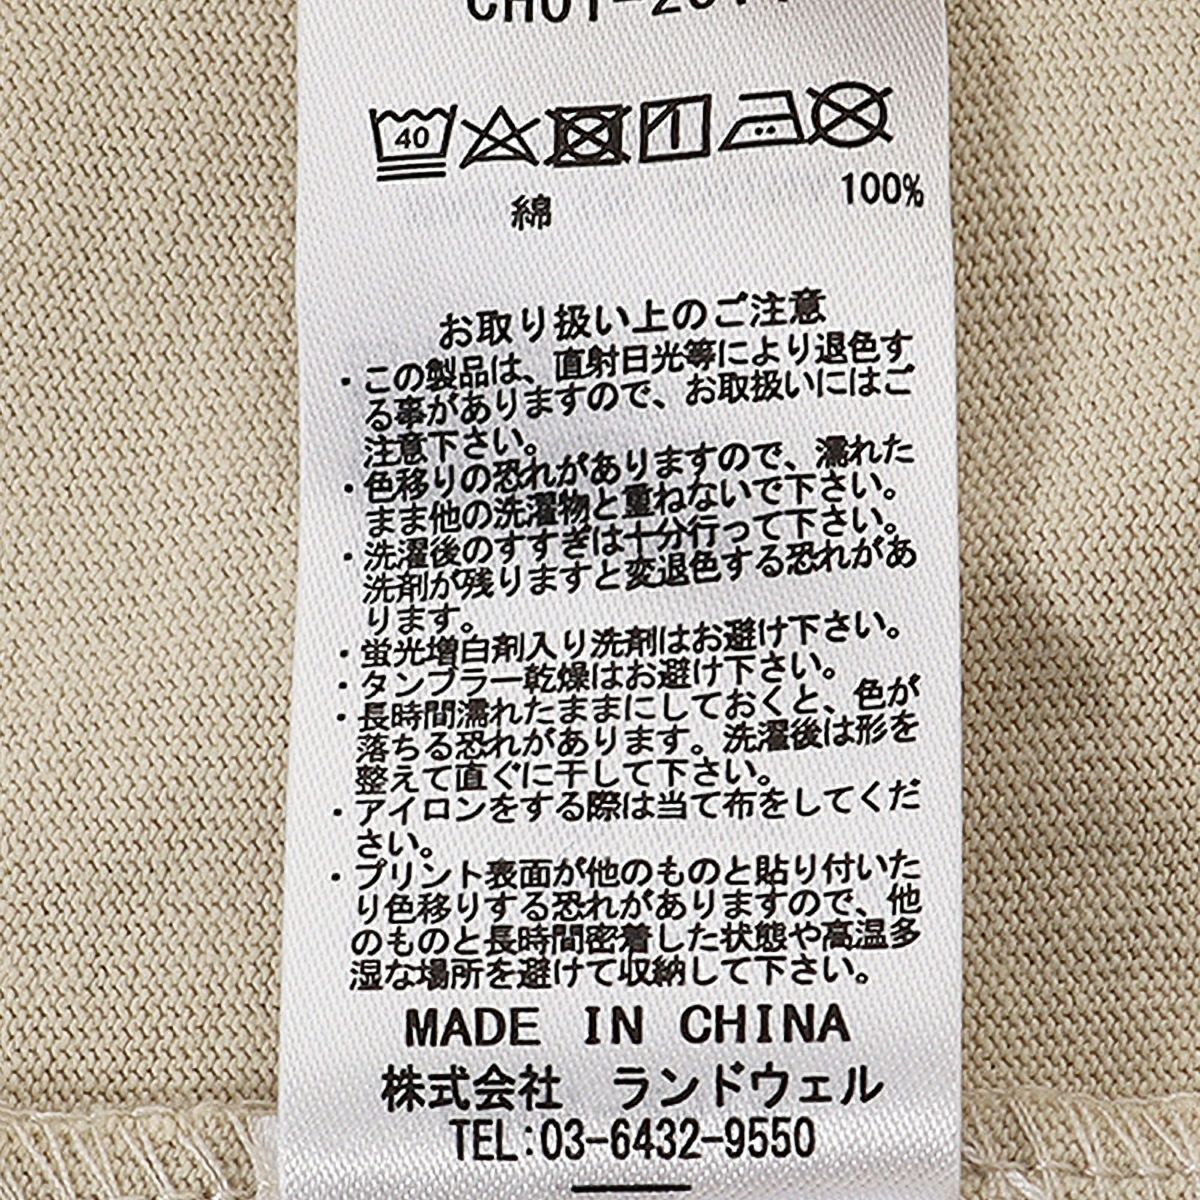 40
綿 100%
お取り扱い上のご注意
・この製品は、直射日光等により退色す
る事がありますので、お取扱いにはご
注意下さい。
・色移りの恐れがありますので、濡れた
まま他の洗濯物と重ねないで下さい。
・洗濯後のすすぎは十分行って下さい。
洗剤が残りますと変退色する恐れがあ
ります。
・蛍光増白剤入り洗剤はお避け下さい。
・タンブラー乾燥はお避け下さい。
・長時間濡れたままにしておくと、色が
落ちる恐れがあります。洗濯後は形を
整えて直ぐに干して下さい。
・アイロンをする際は当て布をしてくだ
さい。
・プリント表面が他のものと貼り付いた
り色移りする恐れがありますので、他
のものと長時間密着した状態や高温多
湿な場所を避けて収納して下さい。
MADE IN CHINA
株式会社 ランドウェル
TEL:03-6432-9550